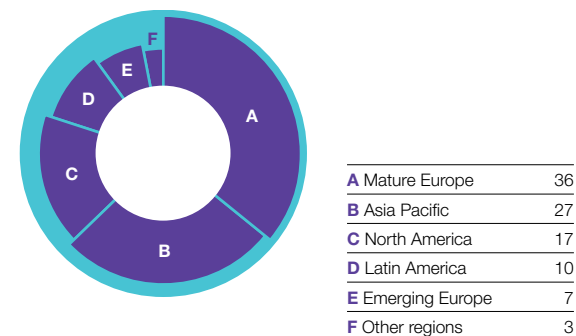 F
E
A
D
C
B
A Mature Europe 36
B Asia Pacific 27
C North America 17
D Latin America 10
E Emerging Europe 7
F Other regions 3